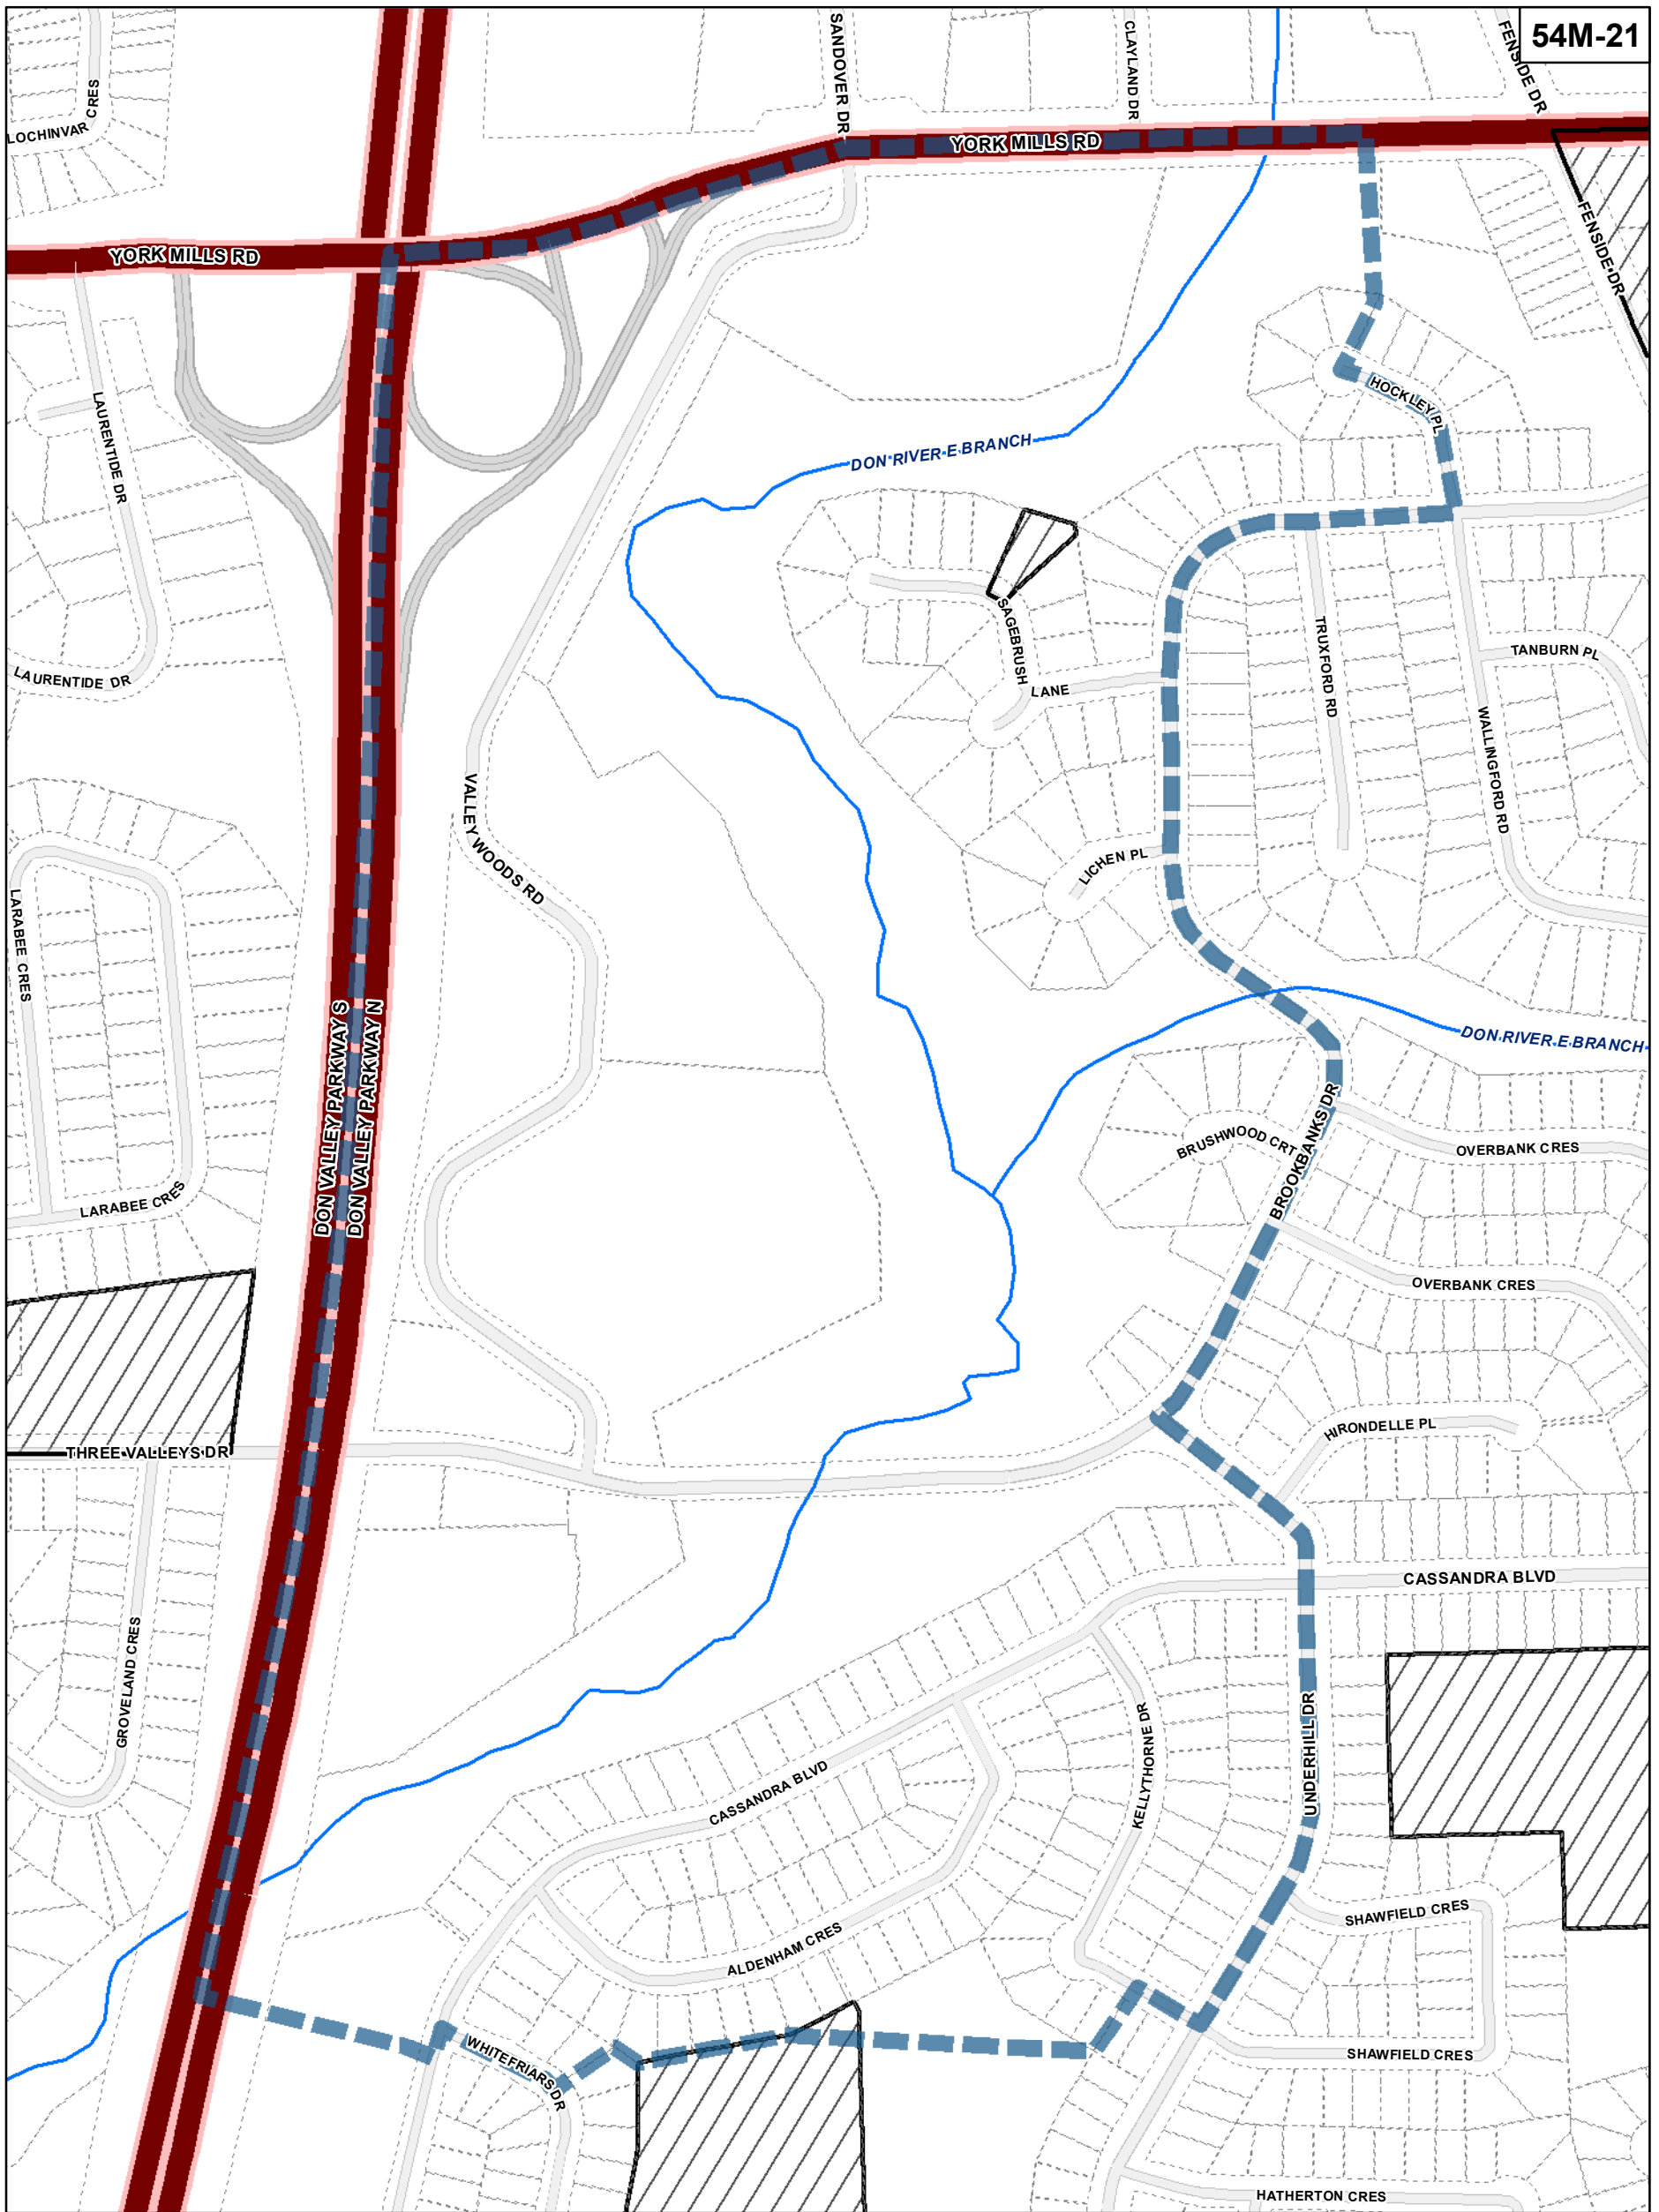 54M-21
SANDOVER DR
CLAYLAND DR
FENSIDE DR
LOCHINVAR CRES
YORK MILLS RD
YORK MILLS RD
FENSIDE DR
LAURENTIDE DR
HOCKLEY PL
DON RIVER E BRANCH
SAGEBRUSH LANE
TRUXFORD RD
TANBURN PL
LAURENTIDE DR
WALLINGFORD RD
VALLEY WOODS RD
LICHEN PL
LARABEE CRES
DON VALLEY PARKWAY S
DON VALLEY PARKWAY N
DON RIVER E BRANCH
BROOKBANKS DR
BRUSHWOOD CRT
OVERBANK CRES
LARABEE CRES
OVERBANK CRES
HIRONDELLE PL
THREE VALLEYS DR
CASSANDRA BLVD
GROVELAND CRES
KELLYTHORNE DR
UNDERHILL DR
CASSANDRA BLVD
SHAWFIELD CRES
ALDENHAM CRES
WHITEFRIARS DR
SHAWFIELD CRES
HATHERTON CRES